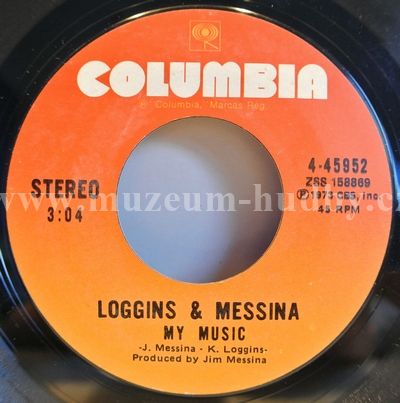 COLUMBIA
® Columbia, Marcas Reg.
STEREO
3:04
4-45952
ZSS 158869
Ⓟ 1973 CBS, Inc.
45 RPM
www.muzeum-hudby.cz
LOGGINS & MESSINA
MY MUSIC
-J. Messina - K. Loggins-
Produced by Jim Messina